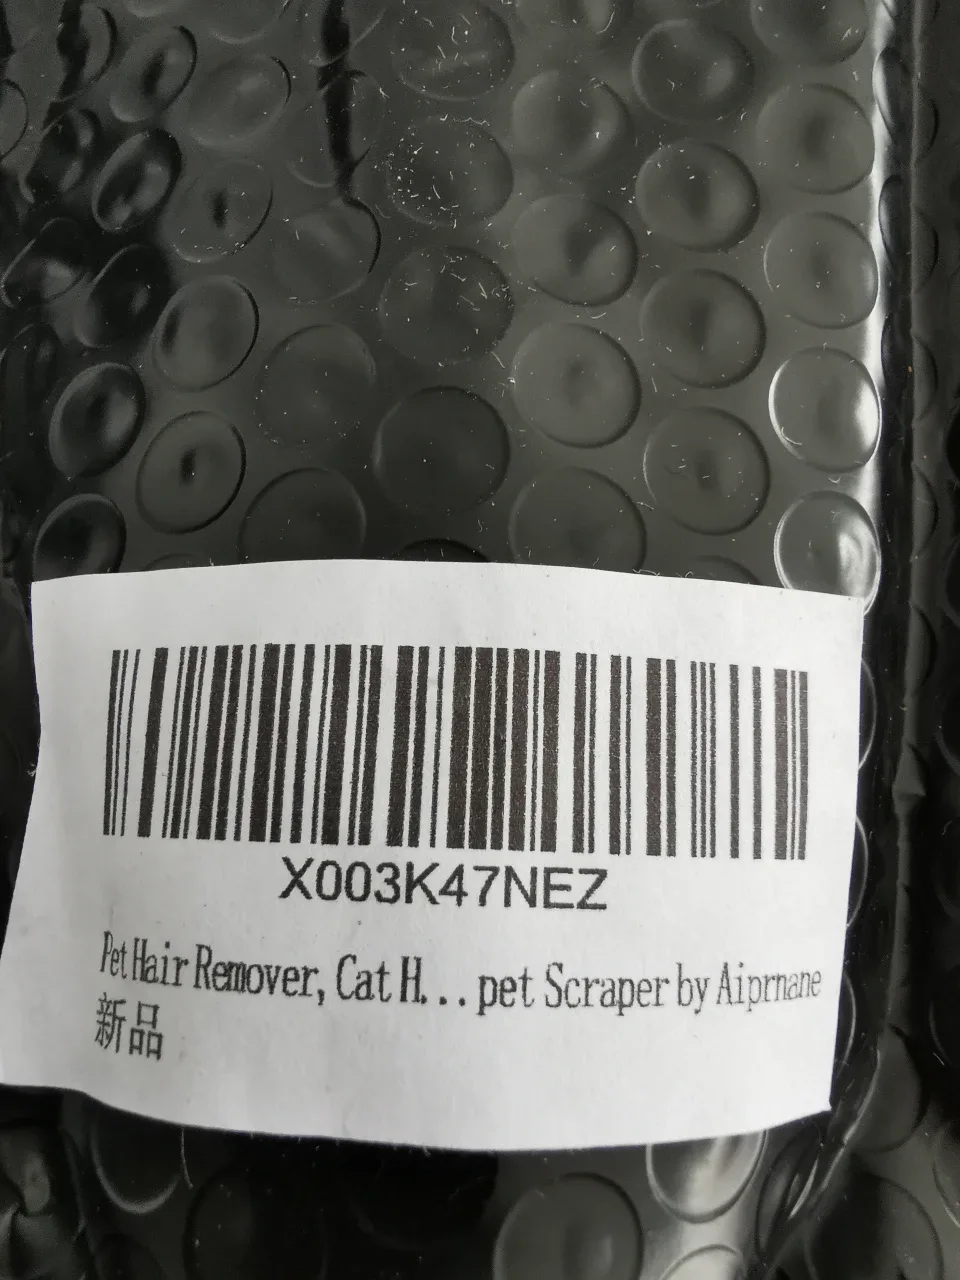 X003K47NEZ
Pet Hair Remover, Cat H... pet Scraper by Aiprnane
新品